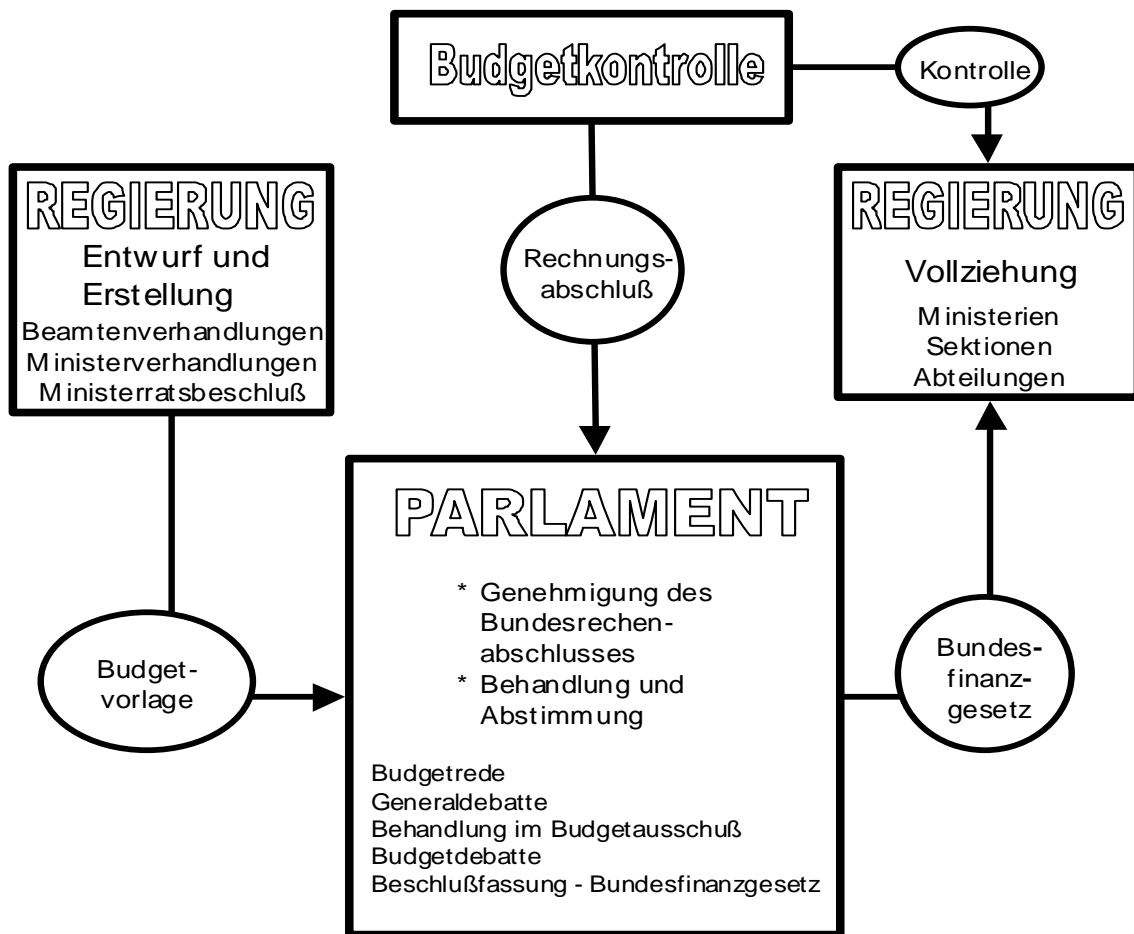 Budgetkontrolle
Kontrolle
REGIERUNG
Entwurf und
Erstellung
Beamtenverhandlungen
Ministerverhandlungen
Ministerratsbeschluß
Rechnungs-
abschluß
REGIERUNG
Vollziehung
Ministerien
Sektionen
Abteilungen
PARLAMENT
* Genehmigung des
Bundesrechen-
abschlusses
* Behandlung und
Abstimmung
Budgetrede
Generaldebatte
Behandlung im Budgetausschuß
Budgetdebatte
Beschlußfassung - Bundesfinanzgesetz
Budget-
vorlage
Bundes-
finanz-
gesetz